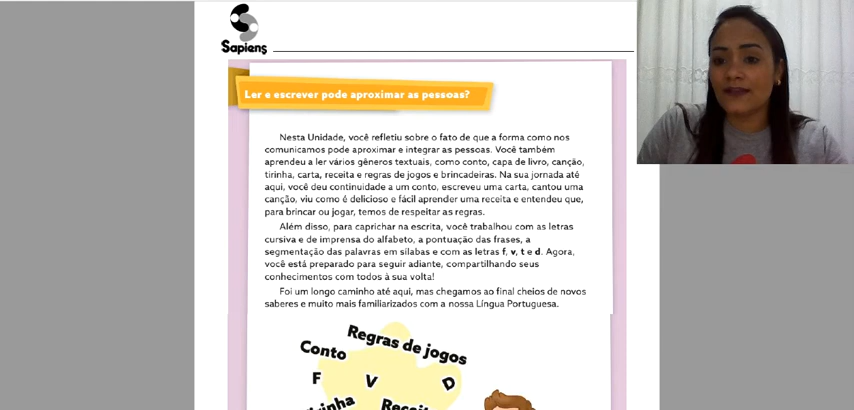 Sapiens
Ler e escrever pode aproximar as pessoas?
Nesta Unidade, você refletiu sobre o fato de que a forma como nos
comunicamos pode aproximar e integrar as pessoas. Você também
aprendeu a ler vários gêneros textuais, como conto, capa de livro, canção,
tirinha, carta, receita e regras de jogos e brincadeiras. Na sua jornada até
aqui, você deu continuidade a um conto, escreveu uma carta, cantou uma
canção, viu como é delicioso e fácil aprender uma receita e entendeu que,
para brincar ou jogar, temos de respeitar as regras.
Além disso, para caprichar na escrita, você trabalhou com as letras
cursiva e de imprensa do alfabeto, a pontuação das frases, a
segmentação das palavras em sílabas e com as letras f, v, t e d. Agora,
você está preparado para seguir adiante, compartilhando seus
conhecimentos com todos à sua volta!
Foi um longo caminho até aqui, mas chegamos ao final cheios de novos
saberes e muito mais familiarizados com a nossa Língua Portuguesa.
Regras de jogos
Conto
F V D